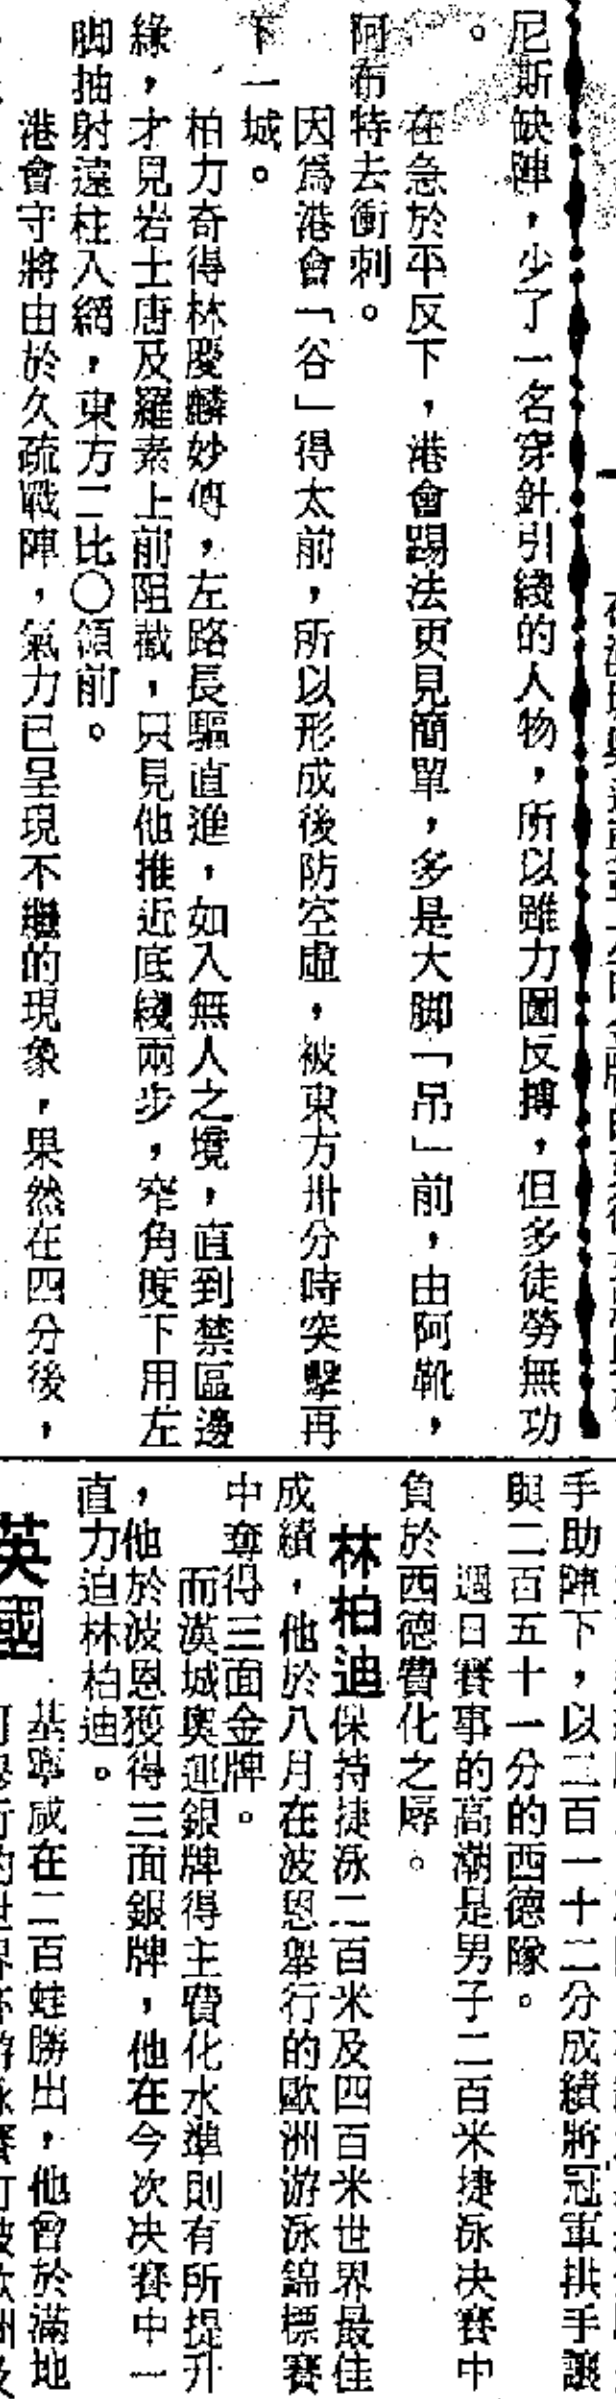 尼斯缺陣，少了一名穿針引綫的人物，所以雖力圖反搏，但多徒勞無功
。
在急於平反下，港會踢法更見簡單，多是大脚「吊」前，由阿靴，
阿布特去衝刺。
因爲港會「谷」得太前，所以形成後防空虛，被東方卅分時突擊再
下一城。
柏力奇得林慶麟妙傳，左路長驅直進，如入無人之境，直到禁區邊
緣，才見岩士唐及羅素上前阻截，只見他推近底綫兩步，窄角度下用左
脚抽射遠柱入網，東方二比〇領前。
港會守將由於久疏戰陣，氣力已呈現不繼的現象，果然在四分後，
手助陣下，以二百一十二分成績將冠軍拱手讓
與二百五十一分的西德隊。
週日賽事的高潮是男子二百米捷泳决賽中
負於西德費化之辱。
林柏迪保持捷泳二百米及四百米世界最佳
成績，他於八月在波恩舉行的歐洲游泳錦標賽
中奪得三面金牌。
而漢城奧運銀牌得主費化水準則有所提升
，他於波恩獲得三面銀牌，他在今次决賽中一
直力迫林柏迪。
英國
基寧咸在二百蛙勝出，他曾於滿地